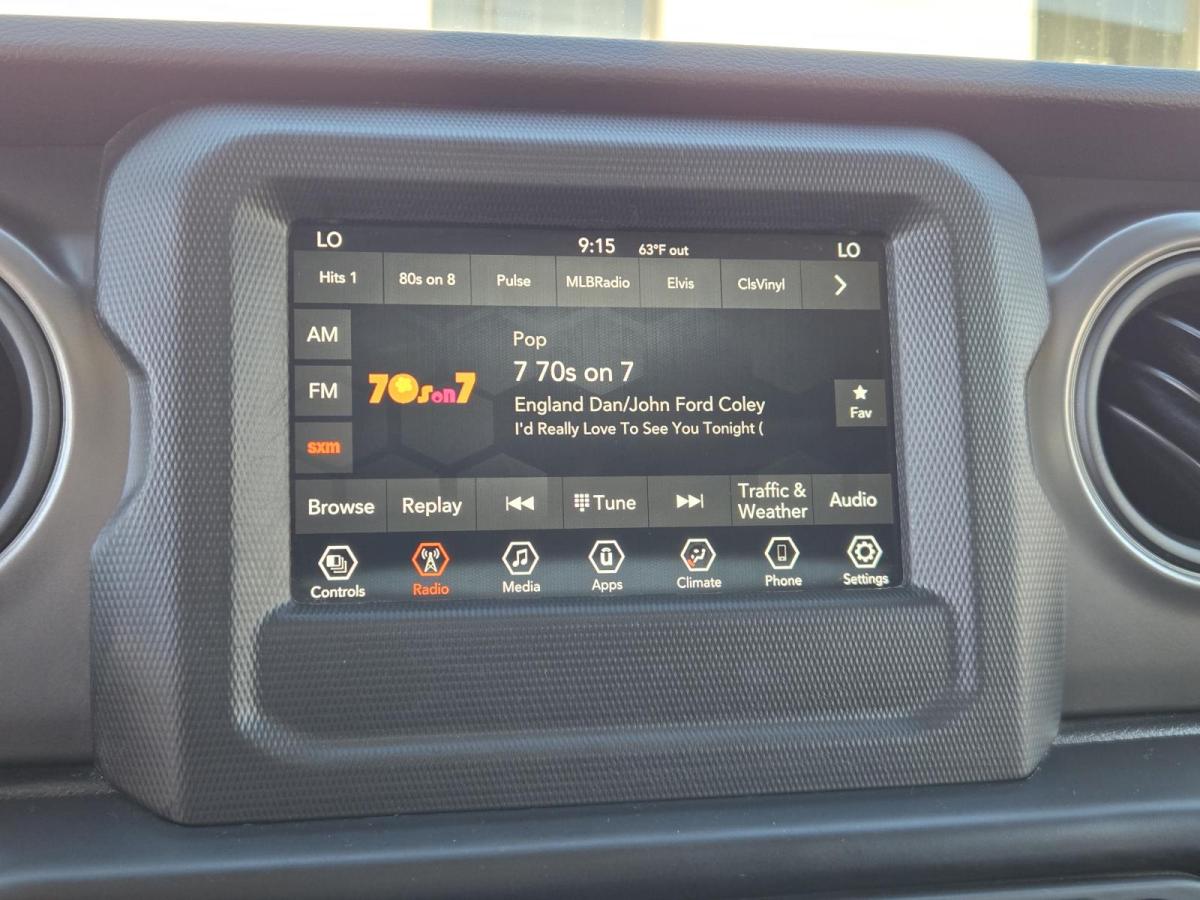 LO 9:15 63°F out LO
Hits 1 80s on 8 Pulse MLBRadio Elvis ClsVinyl
AM
FM
sxm
70s on 7
Pop
7 70s on 7
England Dan/John Ford Coley
I'd Really Love To See You Tonight (
Fav
Browse Replay Tune Traffic & Weather Audio
Controls Radio Media Apps Climate Phone Settings